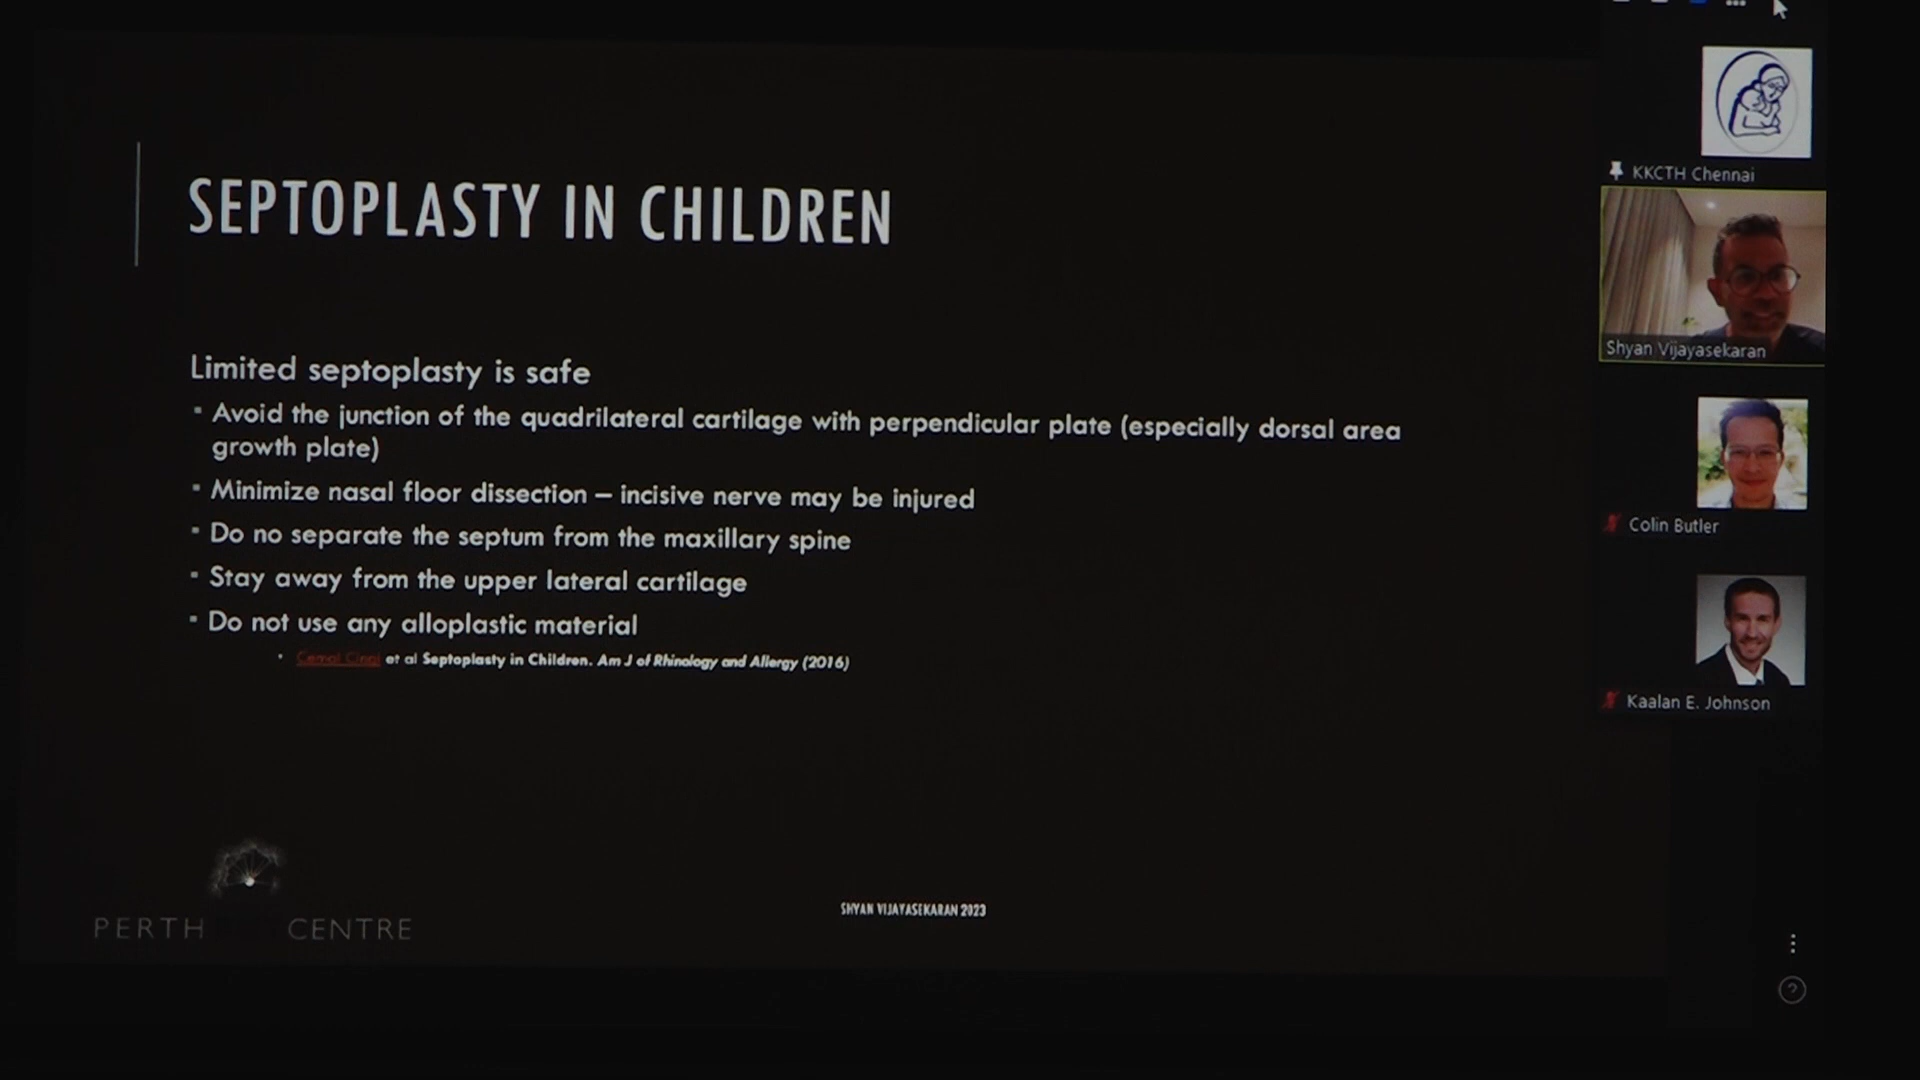 SEPTOPLASTY IN CHILDREN
Limited septoplasty is safe
▪ Avoid the junction of the quadrilateral cartilage with perpendicular plate (especially dorsal area
growth plate)
▪ Minimize nasal floor dissection – incisive nerve may be injured
▪ Do no separate the septum from the maxillary spine
▪ Stay away from the upper lateral cartilage
▪ Do not use any alloplastic material
• Cemal Cingi et al Septoplasty in Children. Am J of Rhinology and Allergy (2016)
PERTH CENTRE
SHYAN VIJAYASEKARAN 2023
KKCTH Chennai
Shyan Vijayasekaran
Colin Butler
Kaalan E. Johnson